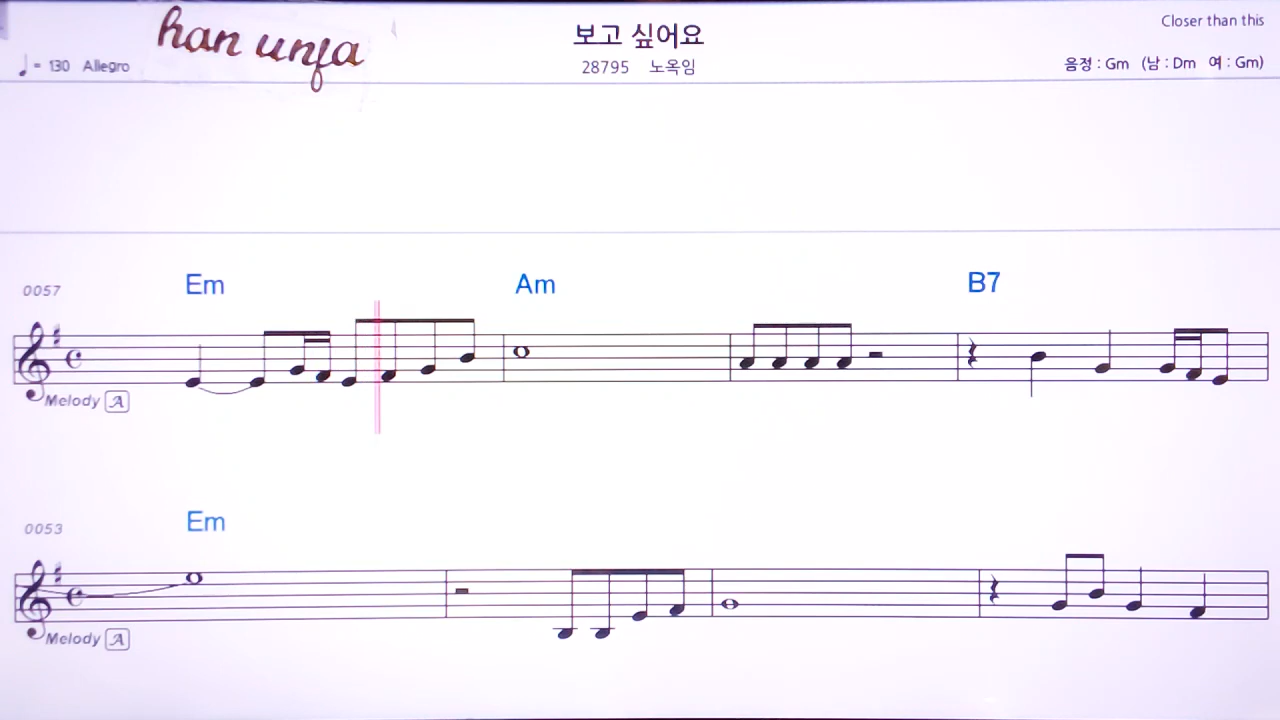 han unja
보고 싶어요
Closer than this
♩= 130 Allegro
28795 노옥임
음정 : Gm (남 : Dm 여 : Gm)
Em Am B7
0057
Melody A
Em
0053
Melody A